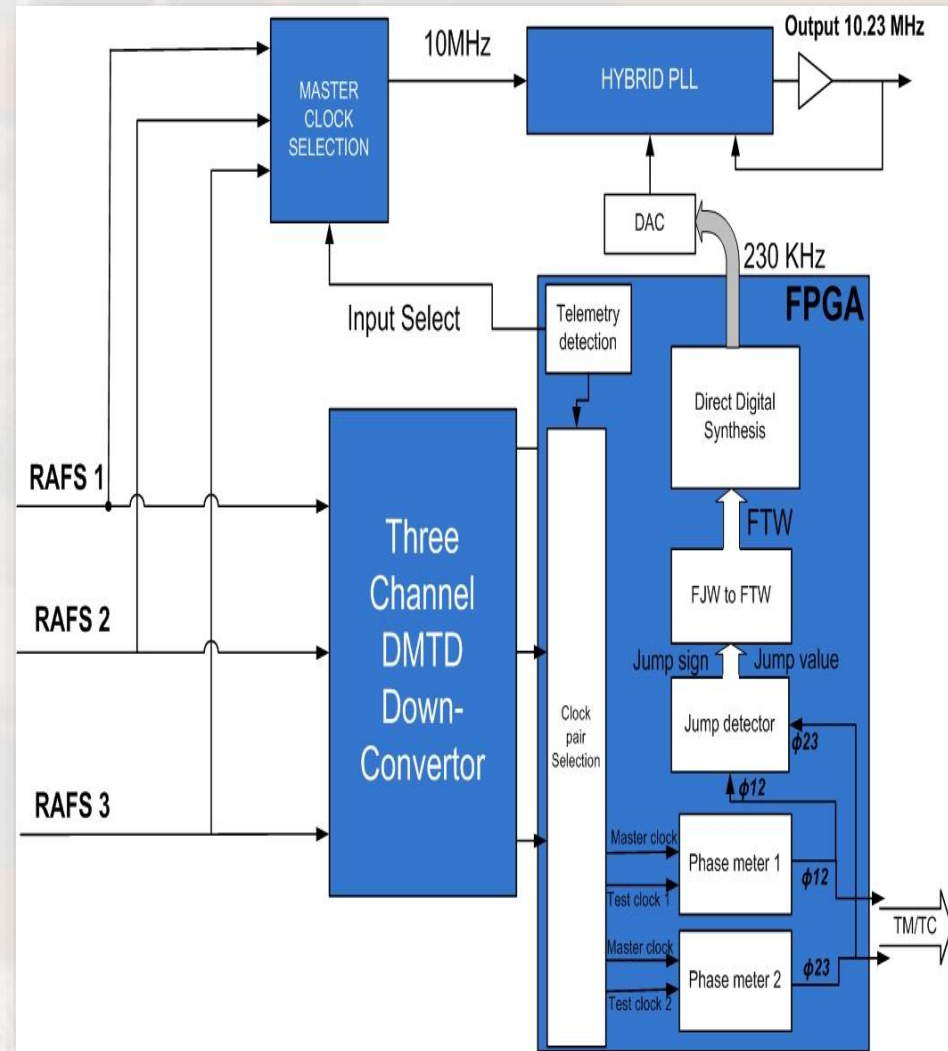 Output 10.23 MHz
10MHz
MASTER
CLOCK
SELECTION
HYBRID PLL
DAC
230 KHz
FPGA
Input Select
Telemetry
detection
Direct Digital
Synthesis
RAFS 1
FTW
Three
Channel
DMTD
Down-
Convertor
FJW to FTW
RAFS 2
Jump sign
Jump value
Clock
pair
Selection
Jump detector
ϕ23
ϕ12
RAFS 3
Master clock
Phase meter 1
ϕ12
Test clock 1
TM/TC
Master clock
Phase meter 2
ϕ23
Test clock 2